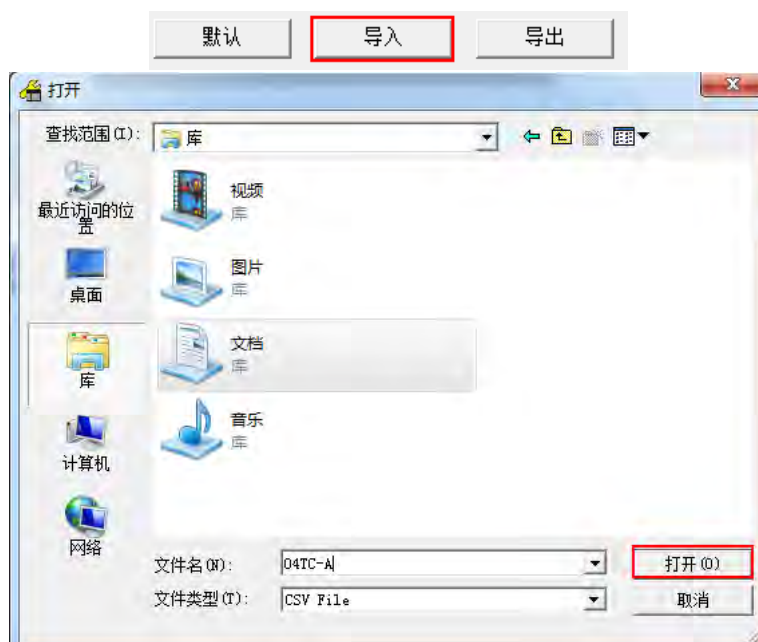 默认 导入 导出
打开
查找范围(I): 库
最近访问的位
置
桌面
库
计算机
网络
视频
库
图片
库
文档
库
音乐
库
文件名(N): 04TC-A 打开(O)
文件类型(T): CSV File 取消